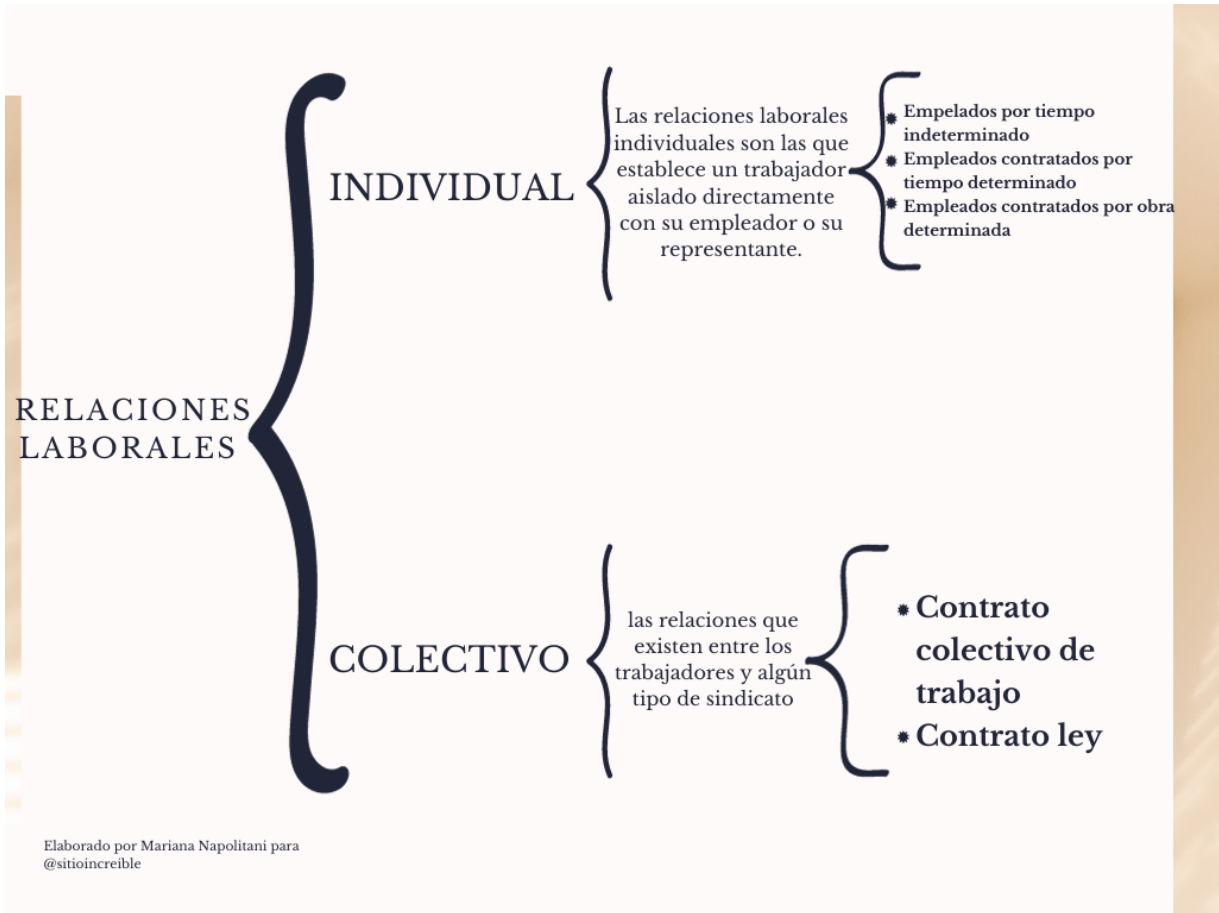 RELACIONES
LABORALES
INDIVIDUAL
Las relaciones laborales
individuales son las que
establece un trabajador
aislado directamente
con su empleador o su
representante.
Empelados por tiempo
indeterminado
Empleados contratados por
tiempo determinado
Empleados contratados por obra
determinada
COLECTIVO
las relaciones que
existen entre los
trabajadores y algún
tipo de sindicato
Contrato
colectivo de
trabajo
Contrato ley
Elaborado por Mariana Napolitani para
@sitioincreible